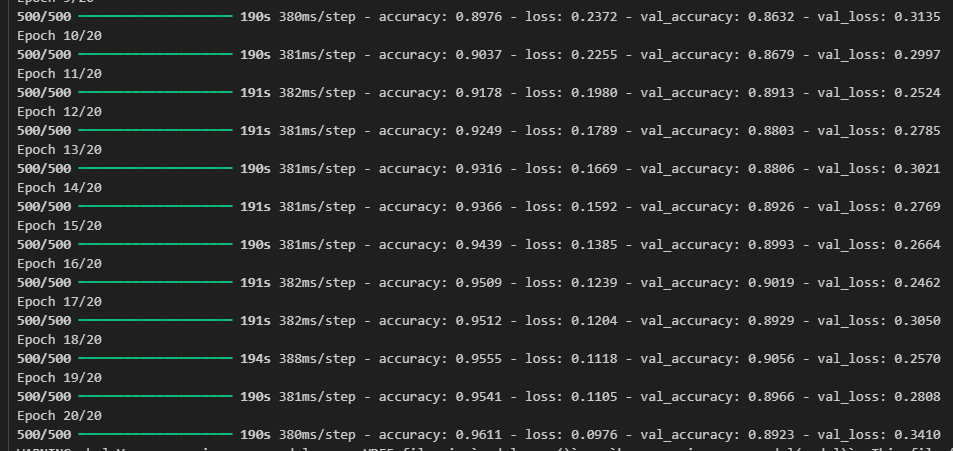 500/500 ━━━━━━━━━━━━━━━━━━━━ 190s 380ms/step - accuracy: 0.8976 - loss: 0.2372 - val_accuracy: 0.8632 - val_loss: 0.3135
Epoch 10/20
500/500 ━━━━━━━━━━━━━━━━━━━━ 190s 381ms/step - accuracy: 0.9037 - loss: 0.2255 - val_accuracy: 0.8679 - val_loss: 0.2997
Epoch 11/20
500/500 ━━━━━━━━━━━━━━━━━━━━ 191s 382ms/step - accuracy: 0.9178 - loss: 0.1980 - val_accuracy: 0.8913 - val_loss: 0.2524
Epoch 12/20
500/500 ━━━━━━━━━━━━━━━━━━━━ 191s 381ms/step - accuracy: 0.9249 - loss: 0.1789 - val_accuracy: 0.8803 - val_loss: 0.2785
Epoch 13/20
500/500 ━━━━━━━━━━━━━━━━━━━━ 190s 381ms/step - accuracy: 0.9316 - loss: 0.1669 - val_accuracy: 0.8806 - val_loss: 0.3021
Epoch 14/20
500/500 ━━━━━━━━━━━━━━━━━━━━ 191s 381ms/step - accuracy: 0.9366 - loss: 0.1592 - val_accuracy: 0.8926 - val_loss: 0.2769
Epoch 15/20
500/500 ━━━━━━━━━━━━━━━━━━━━ 190s 381ms/step - accuracy: 0.9439 - loss: 0.1385 - val_accuracy: 0.8993 - val_loss: 0.2664
Epoch 16/20
500/500 ━━━━━━━━━━━━━━━━━━━━ 191s 382ms/step - accuracy: 0.9509 - loss: 0.1239 - val_accuracy: 0.9019 - val_loss: 0.2462
Epoch 17/20
500/500 ━━━━━━━━━━━━━━━━━━━━ 191s 382ms/step - accuracy: 0.9512 - loss: 0.1204 - val_accuracy: 0.8929 - val_loss: 0.3050
Epoch 18/20
500/500 ━━━━━━━━━━━━━━━━━━━━ 194s 388ms/step - accuracy: 0.9555 - loss: 0.1118 - val_accuracy: 0.9056 - val_loss: 0.2570
Epoch 19/20
500/500 ━━━━━━━━━━━━━━━━━━━━ 190s 381ms/step - accuracy: 0.9541 - loss: 0.1105 - val_accuracy: 0.8966 - val_loss: 0.2808
Epoch 20/20
500/500 ━━━━━━━━━━━━━━━━━━━━ 190s 380ms/step - accuracy: 0.9611 - loss: 0.0976 - val_accuracy: 0.8923 - val_loss: 0.3410